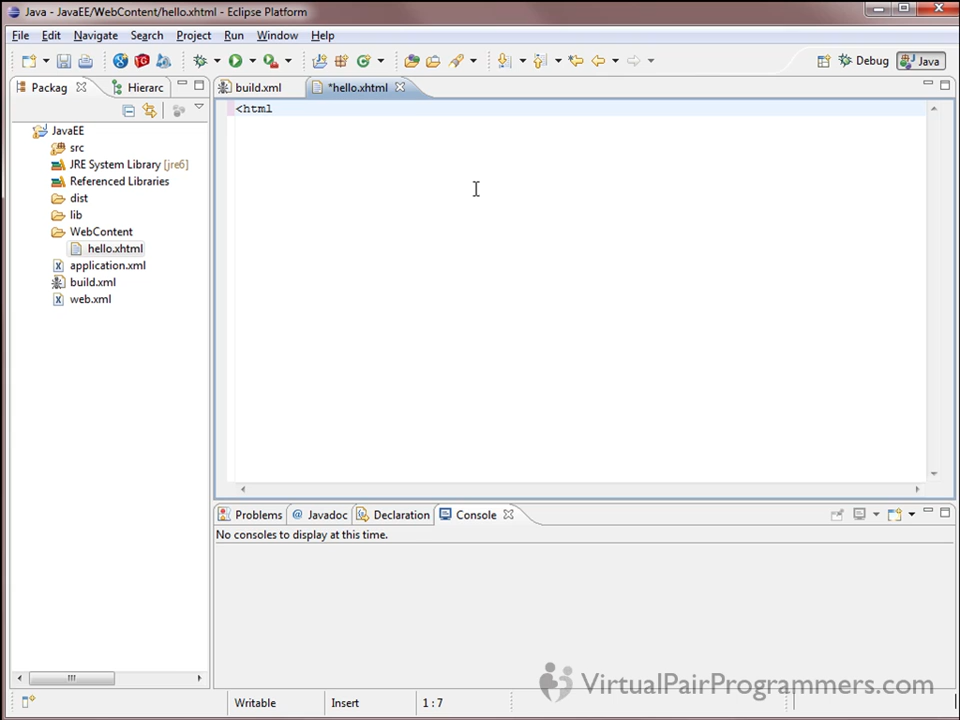 Java - JavaEE/WebContent/hello.xhtml - Eclipse Platform
File Edit Navigate Search Project Run Window Help
Debug Java
Packag Hierarc build.xml *hello.xhtml
<html
JavaEE
src
JRE System Library [jre6]
Referenced Libraries
dist
lib
WebContent
hello.xhtml
application.xml
build.xml
web.xml
Problems @ Javadoc Declaration Console
No consoles to display at this time.
VirtualPairProgrammers.com
Writable Insert 1 : 7